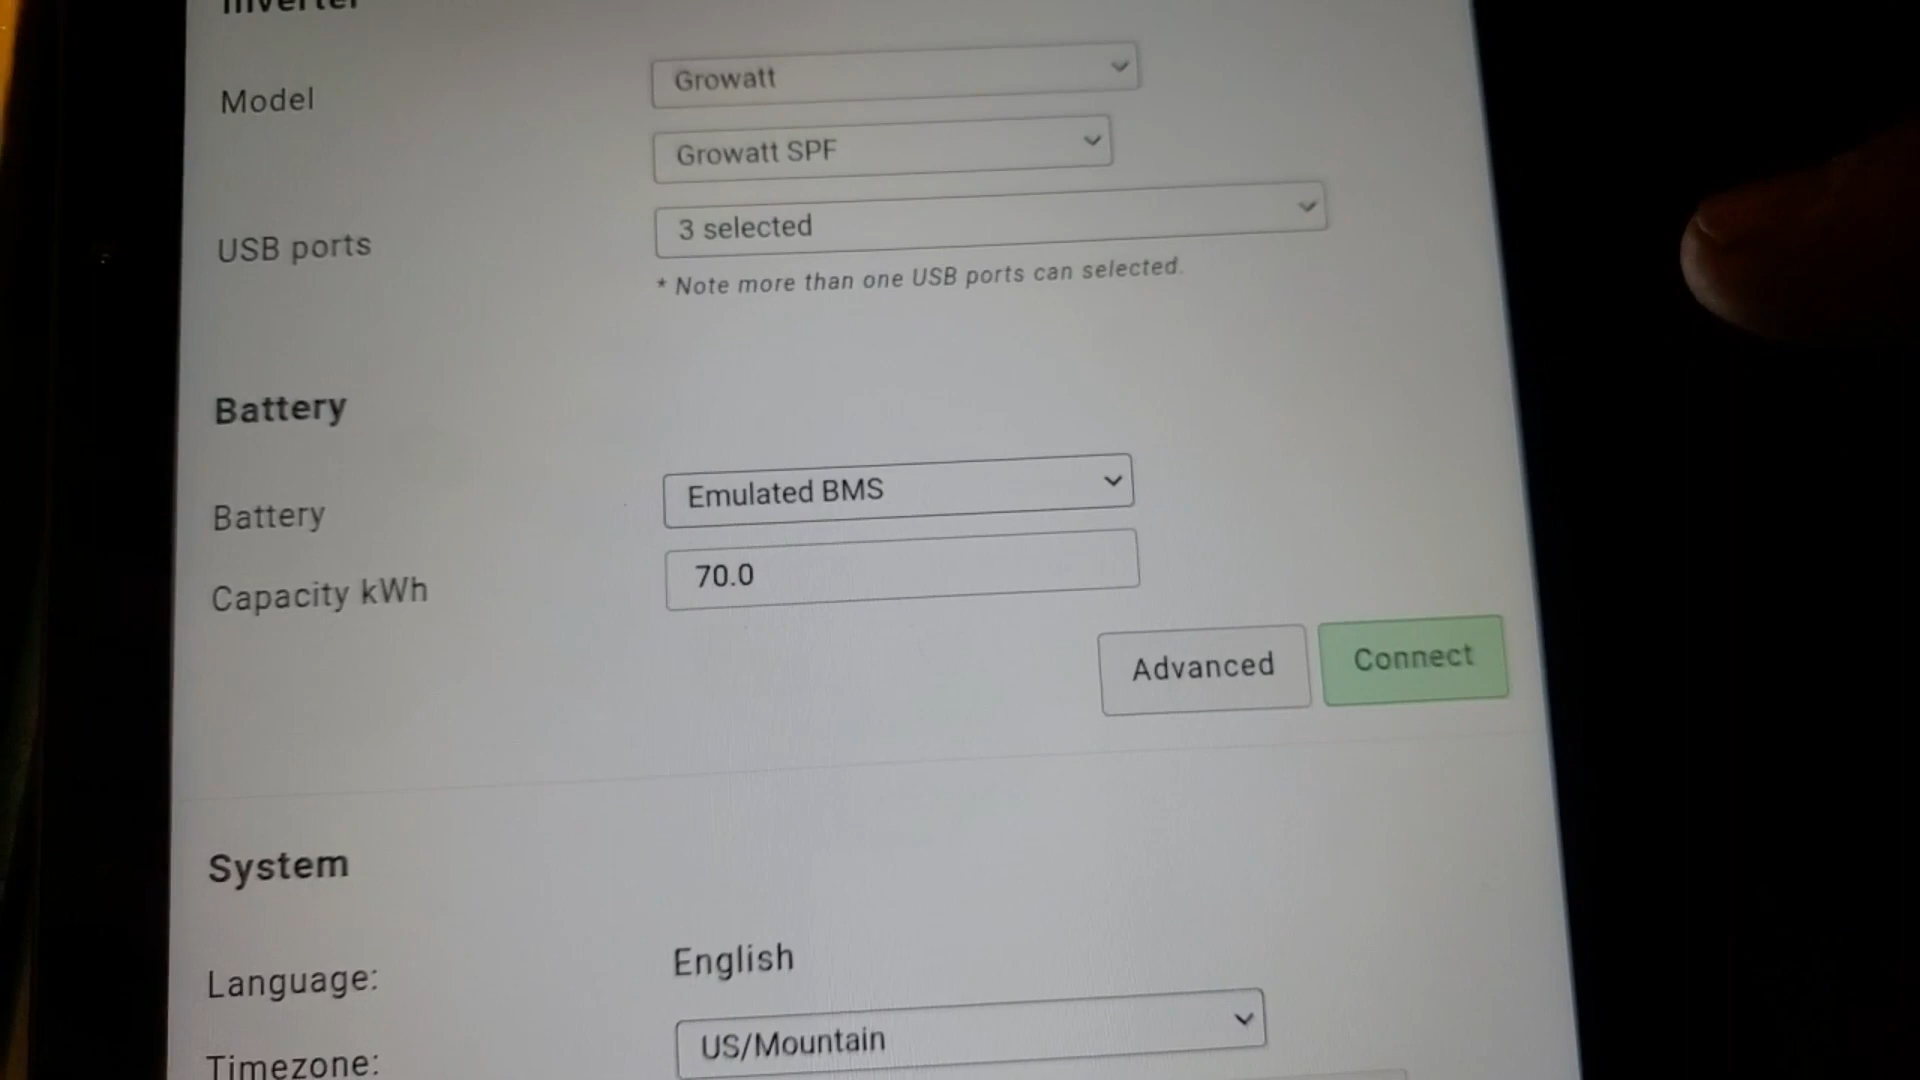 Inverter
Model
Growatt
Growatt SPF
USB ports
3 selected
* Note more than one USB ports can selected.
Battery
Battery
Emulated BMS
Capacity kWh
70.0
Advanced
Connect
System
Language:
English
Timezone:
US/Mountain